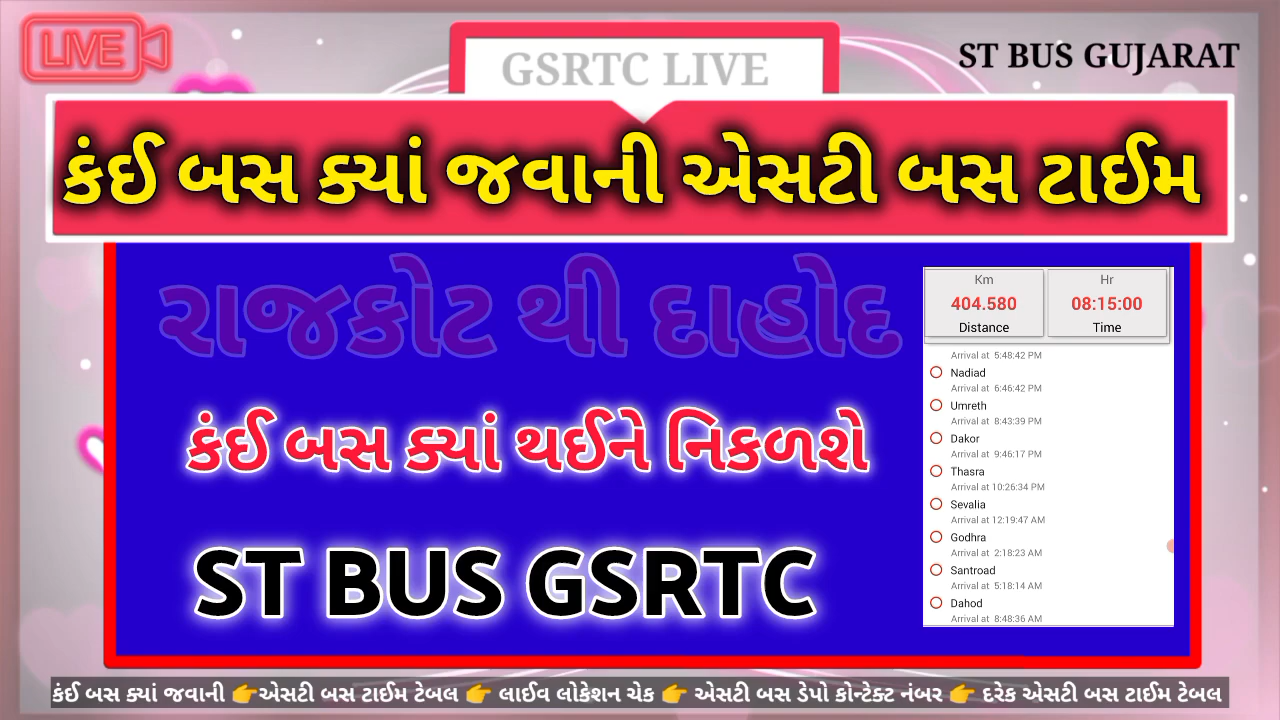 LIVE
GSRTC LIVE
ST BUS GUJARAT
કંઈ બસ ક્યાં જવાની એસટી બસ ટાઈમ
રાજકોટ થી દાહોદ
કંઈ બસ ક્યાં થઈને નિકળશે
ST BUS GSRTC
Km Hr
404.580 08:15:00
Distance Time
Arrival at 5:48:42 PM
Nadiad
Arrival at 6:46:42 PM
Umreth
Arrival at 8:43:39 PM
Dakor
Arrival at 9:46:17 PM
Thasra
Arrival at 10:26:34 PM
Sevalia
Arrival at 12:19:47 AM
Godhra
Arrival at 2:18:23 AM
Santroad
Arrival at 5:18:14 AM
Dahod
Arrival at 8:48:36 AM
કંઈ બસ ક્યાં જવાની 👉એસટી બસ ટાઈમ ટેબલ 👉 લાઈવ લોકેશન ચેક 👉 એસટી બસ ડેપો કોન્ટેક્ટ નંબર 👉 દરેક એસટી બસ ટાઈમ ટેબલ